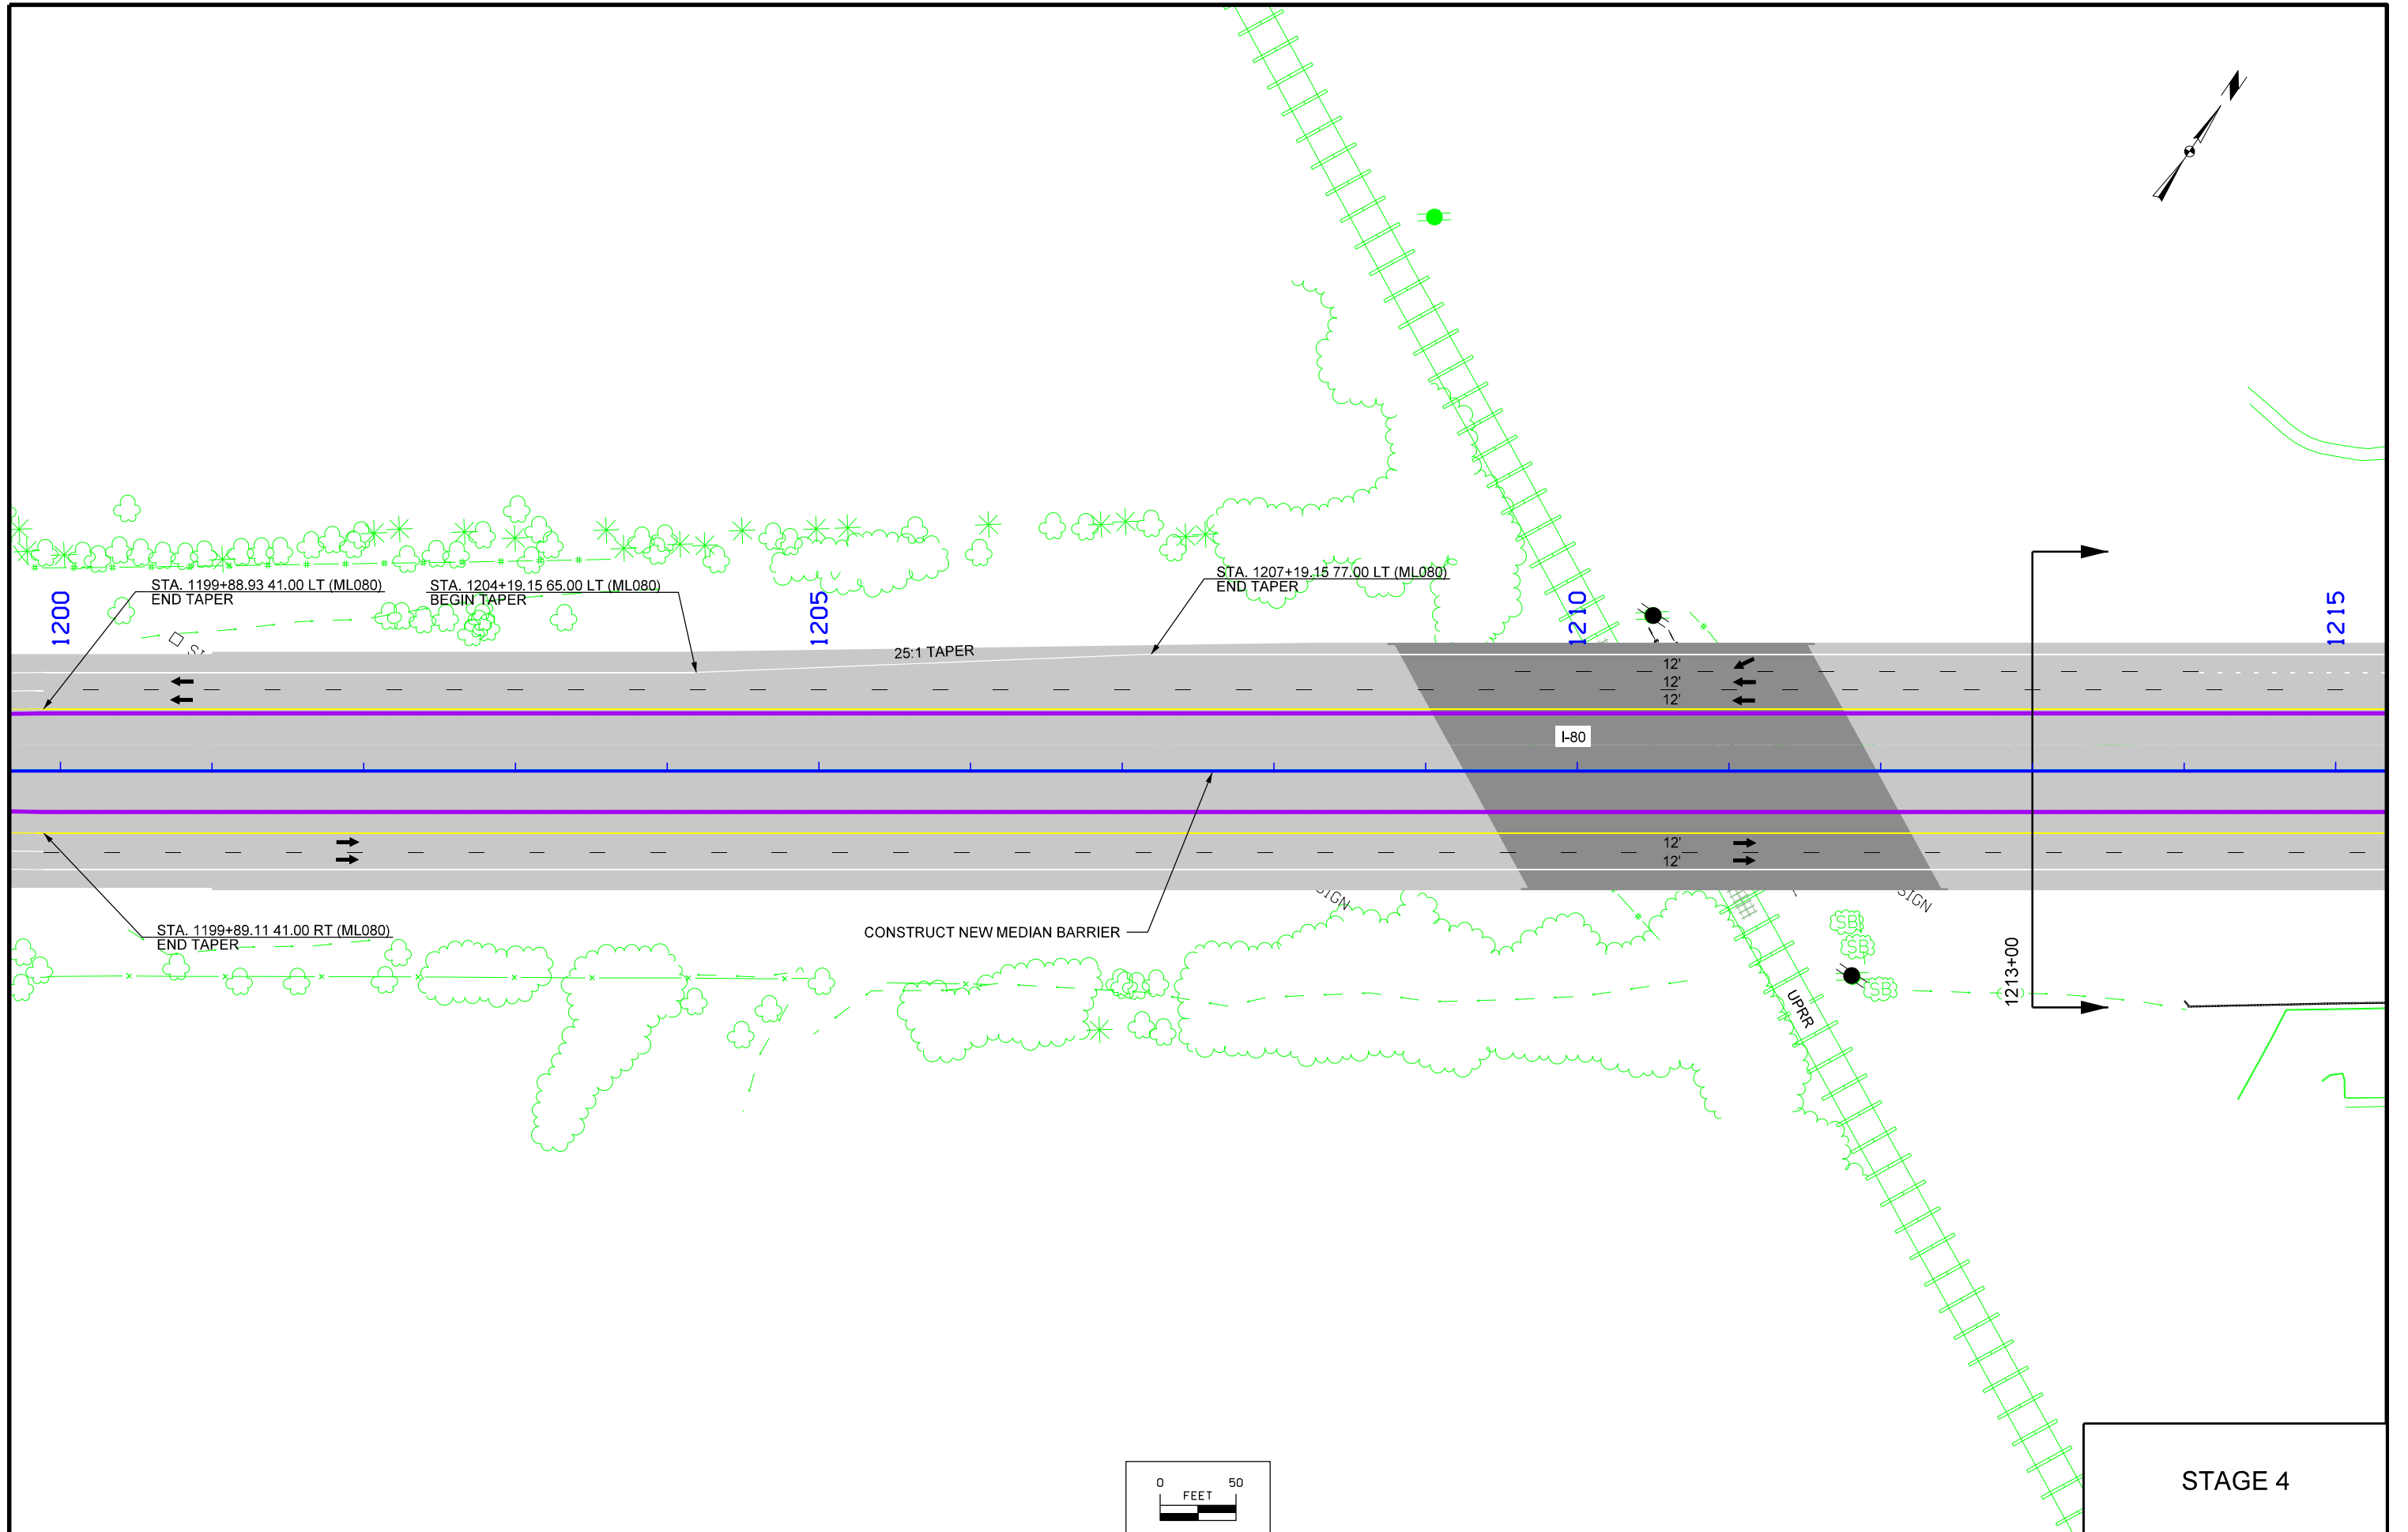 STA. 1199+88.93 41.00 LT (ML080)
END TAPER
STA. 1204+19.15 65.00 LT (ML080)
BEGIN TAPER
STA. 1207+19.15 77.00 LT (ML080)
END TAPER
1200
1205
1210
1215
25:1 TAPER
12'
12'
12'
I-80
12'
12'
SIGN
SIGN
STA. 1199+89.11 41.00 RT (ML080)
END TAPER
CONSTRUCT NEW MEDIAN BARRIER
SB
SB
SB
1213+00
UPRR
0 50
FEET
STAGE 4